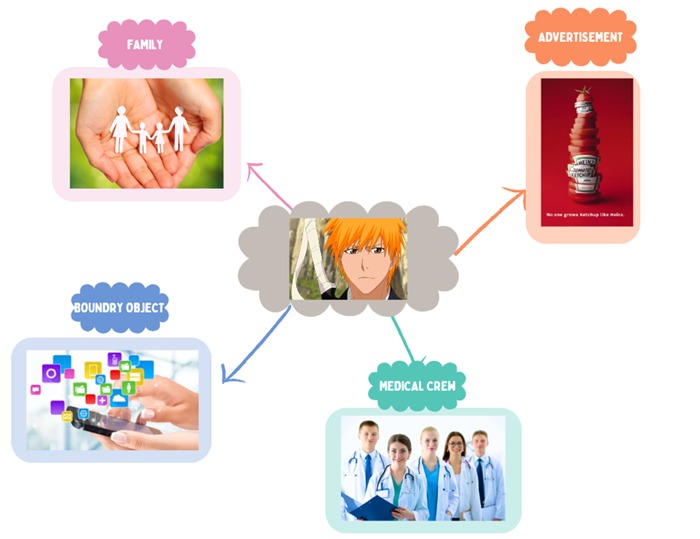 FAMILY
ADVERTISEMENT
HEINZ
TOMATO
KETCHUP
No one grows Ketchup like Heinz.
BOUNDRY OBJECT
MEDICAL CREW